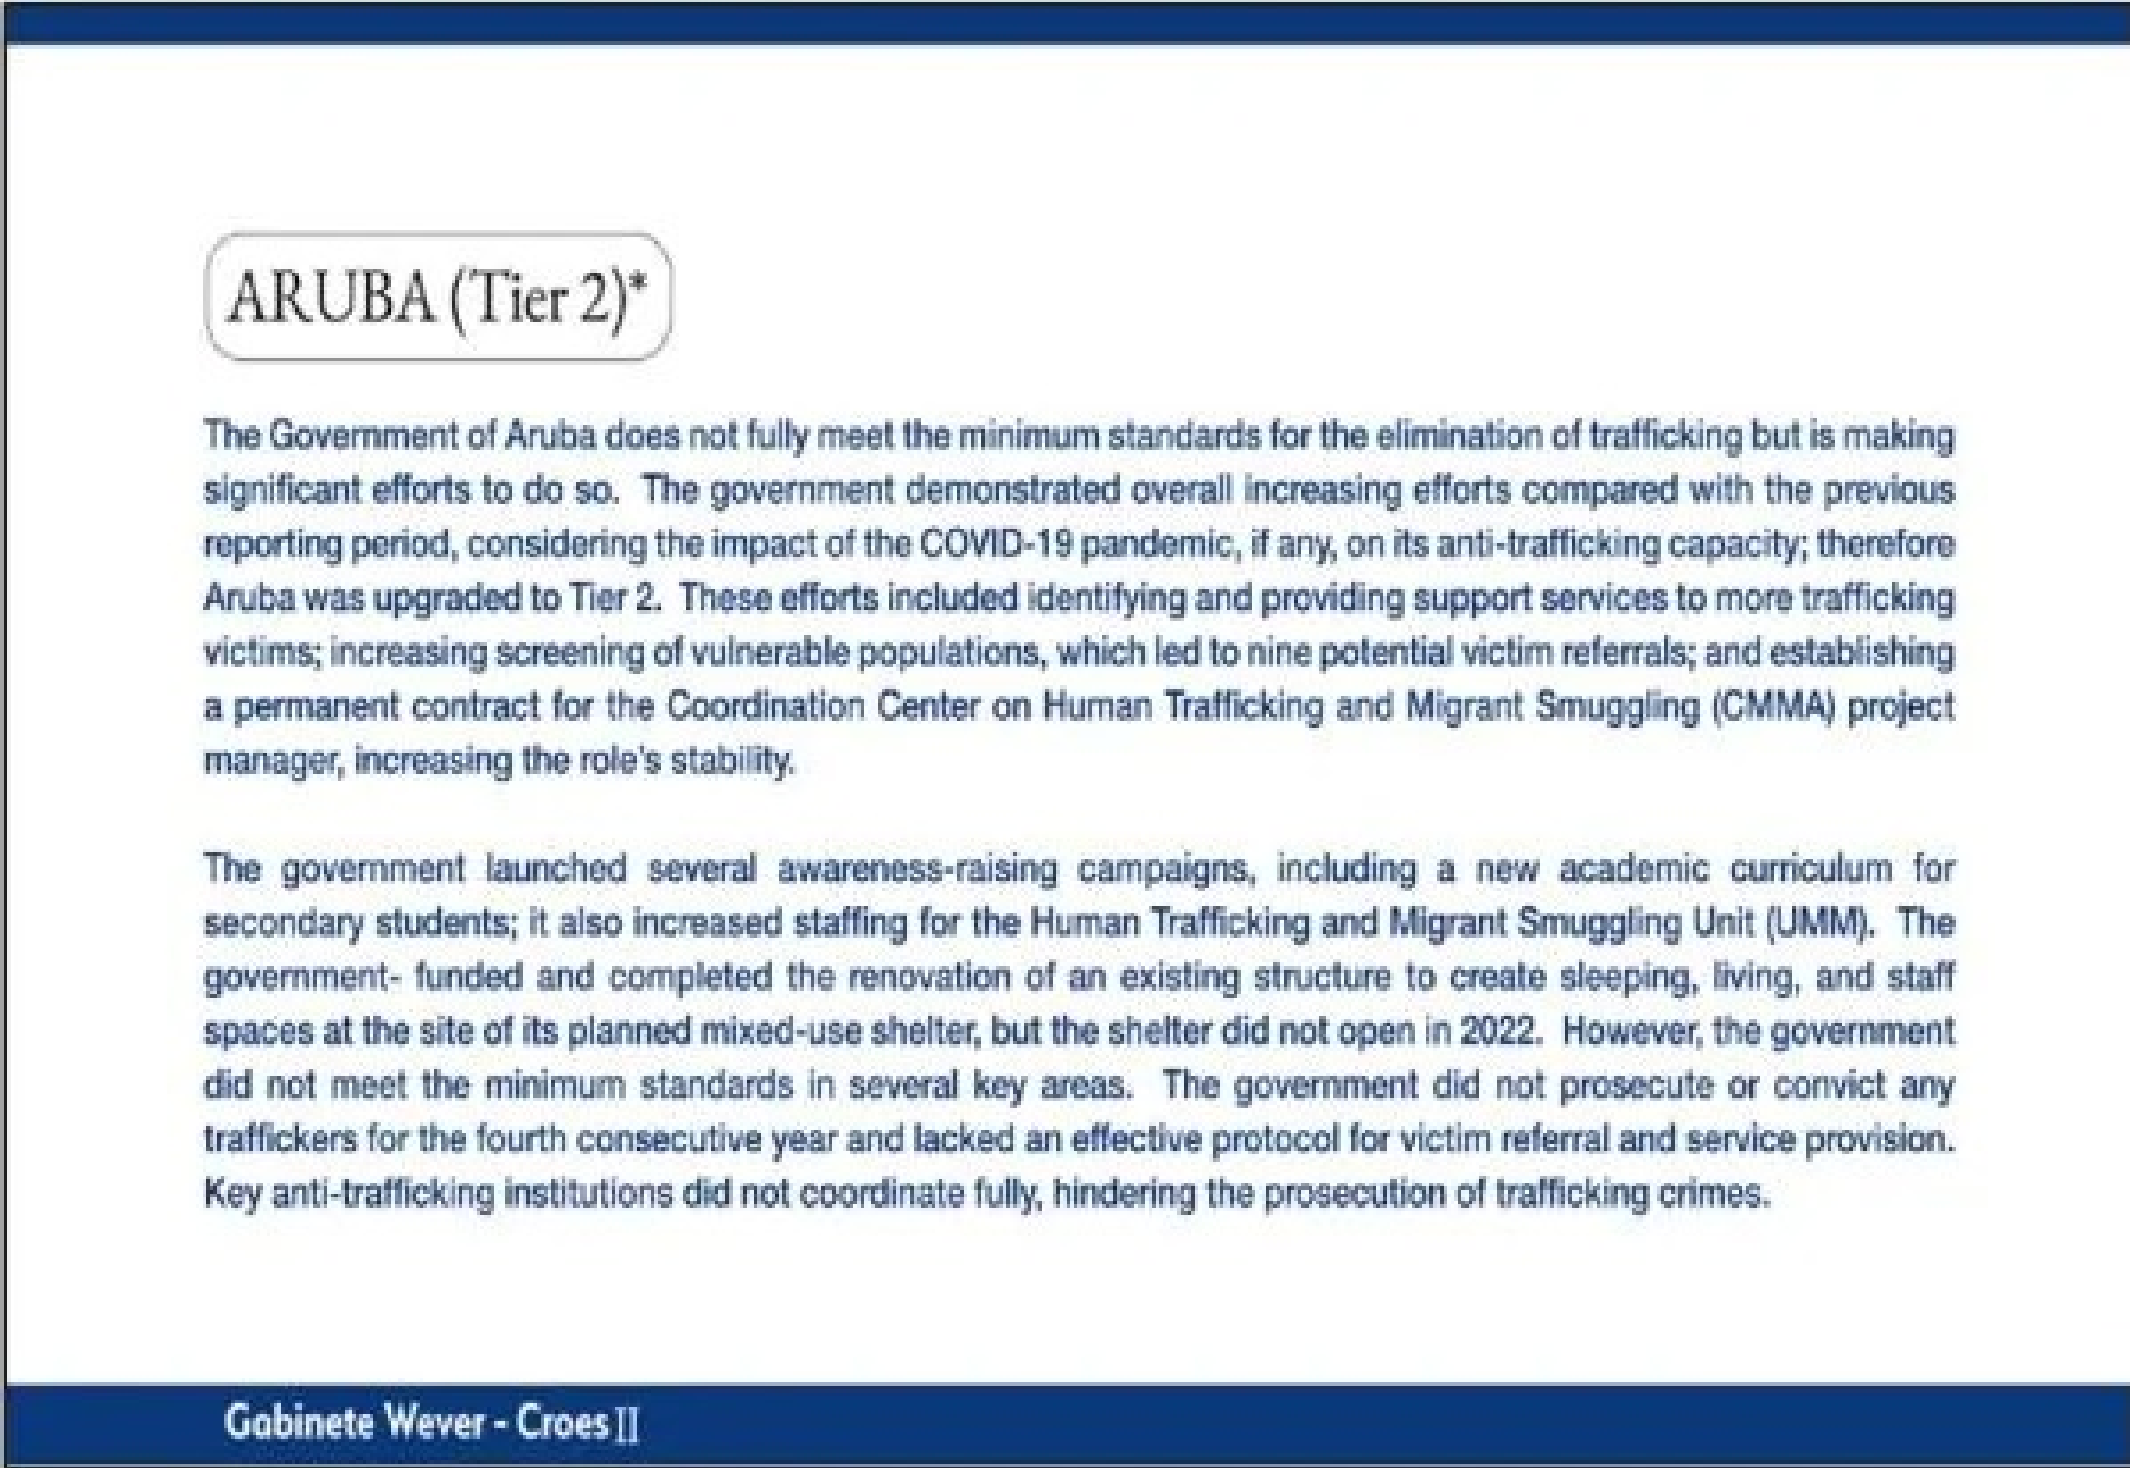 ARUBA (Tier 2)*
The Government of Aruba does not fully meet the minimum standards for the elimination of trafficking but is making
significant efforts to do so. The government demonstrated overall increasing efforts compared with the previous
reporting period, considering the impact of the COVID-19 pandemic, if any, on its anti-trafficking capacity; therefore
Aruba was upgraded to Tier 2. These efforts included identifying and providing support services to more trafficking
victims; increasing screening of vulnerable populations, which led to nine potential victim referrals; and establishing
a permanent contract for the Coordination Center on Human Trafficking and Migrant Smuggling (CMMA) project
manager, increasing the role's stability.
The government launched several awareness-raising campaigns, including a new academic curriculum for
secondary students; it also increased staffing for the Human Trafficking and Migrant Smuggling Unit (UMM). The
government- funded and completed the renovation of an existing structure to create sleeping, living, and staff
spaces at the site of its planned mixed-use shelter, but the shelter did not open in 2022. However, the government
did not meet the minimum standards in several key areas. The government did not prosecute or convict any
traffickers for the fourth consecutive year and lacked an effective protocol for victim referral and service provision.
Key anti-trafficking institutions did not coordinate fully, hindering the prosecution of trafficking crimes.
Gabinete Wever - Croes II